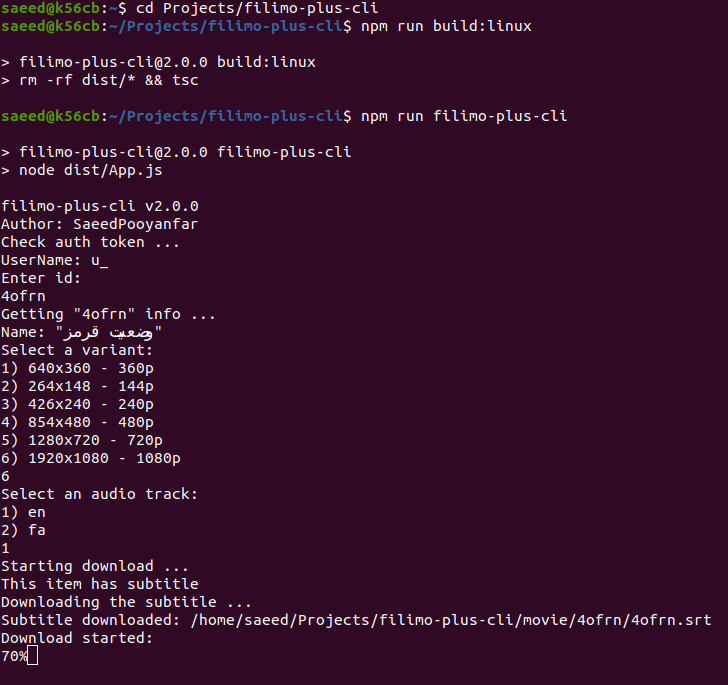 saeed@k56cb:~$ cd Projects/filimo-plus-cli
saeed@k56cb:~/Projects/filimo-plus-cli$ npm run build:linux
> filimo-plus-cli@2.0.0 build:linux
> rm -rf dist/* && tsc
saeed@k56cb:~/Projects/filimo-plus-cli$ npm run filimo-plus-cli
> filimo-plus-cli@2.0.0 filimo-plus-cli
> node dist/App.js
filimo-plus-cli v2.0.0
Author: SaeedPooyanfar
Check auth token ...
UserName: u_
Enter id:
4ofrn
Getting "4ofrn" info ...
Name: "وضعیت قرمز"
Select a variant:
1) 640x360 - 360p
2) 264x148 - 144p
3) 426x240 - 240p
4) 854x480 - 480p
5) 1280x720 - 720p
6) 1920x1080 - 1080p
6
Select an audio track:
1) en
2) fa
1
Starting download ...
This item has subtitle
Downloading the subtitle ...
Subtitle downloaded: /home/saeed/Projects/filimo-plus-cli/movie/4ofrn/4ofrn.srt
Download started:
70%